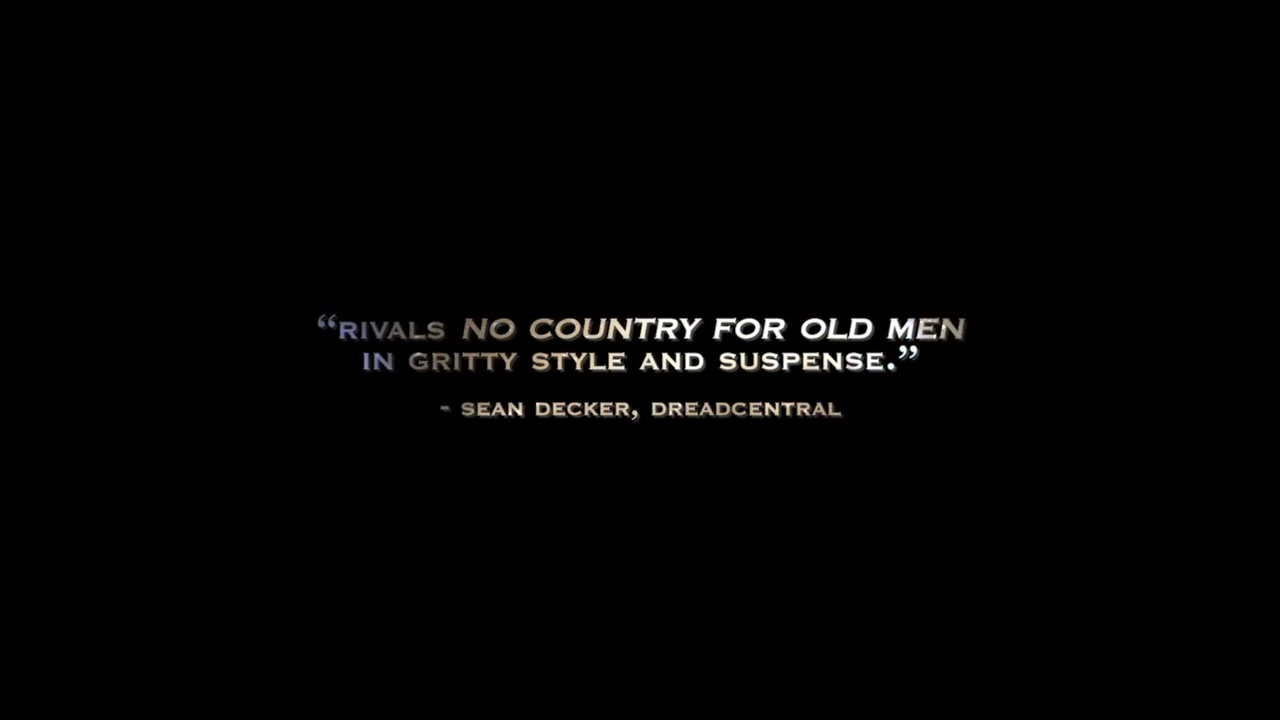 “RIVALS NO COUNTRY FOR OLD MEN
IN GRITTY STYLE AND SUSPENSE.”
- SEAN DECKER, DREADCENTRAL